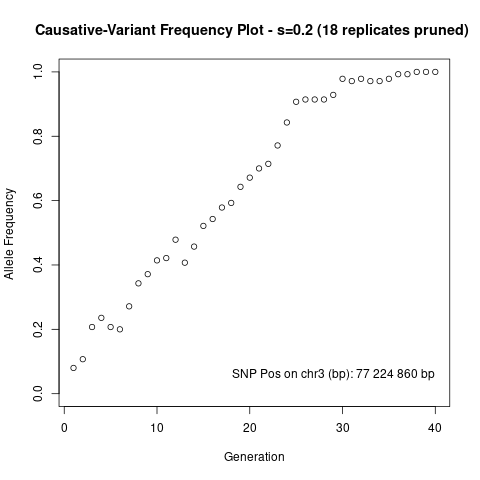 Causative-Variant Frequency Plot - s=0.2 (18 replicates pruned)
1.0
0.8
0.6
0.4
0.2
0.0
Allele Frequency
SNP Pos on chr3 (bp): 77 224 860 bp
0 10 20 30 40
Generation